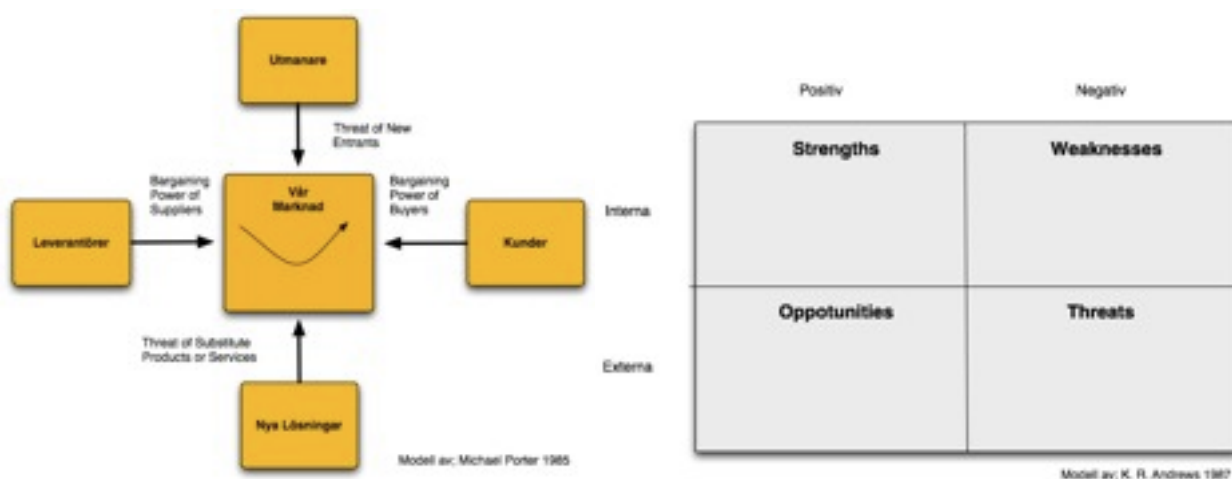 Utmanare
Threat of New
Entrants
Bargaining
Power of
Suppliers
Vår
Marknad
Bargaining
Power of
Buyers
Leverantörer
Kunder
Threat of Substitute
Products or Services
Nya Lösningar
Modell av; Michael Porter 1985
Positiv
Negativ
Strengths
Weaknesses
Interna
Oppotunities
Threats
Externa
Modell av: K. R. Andrews 1987